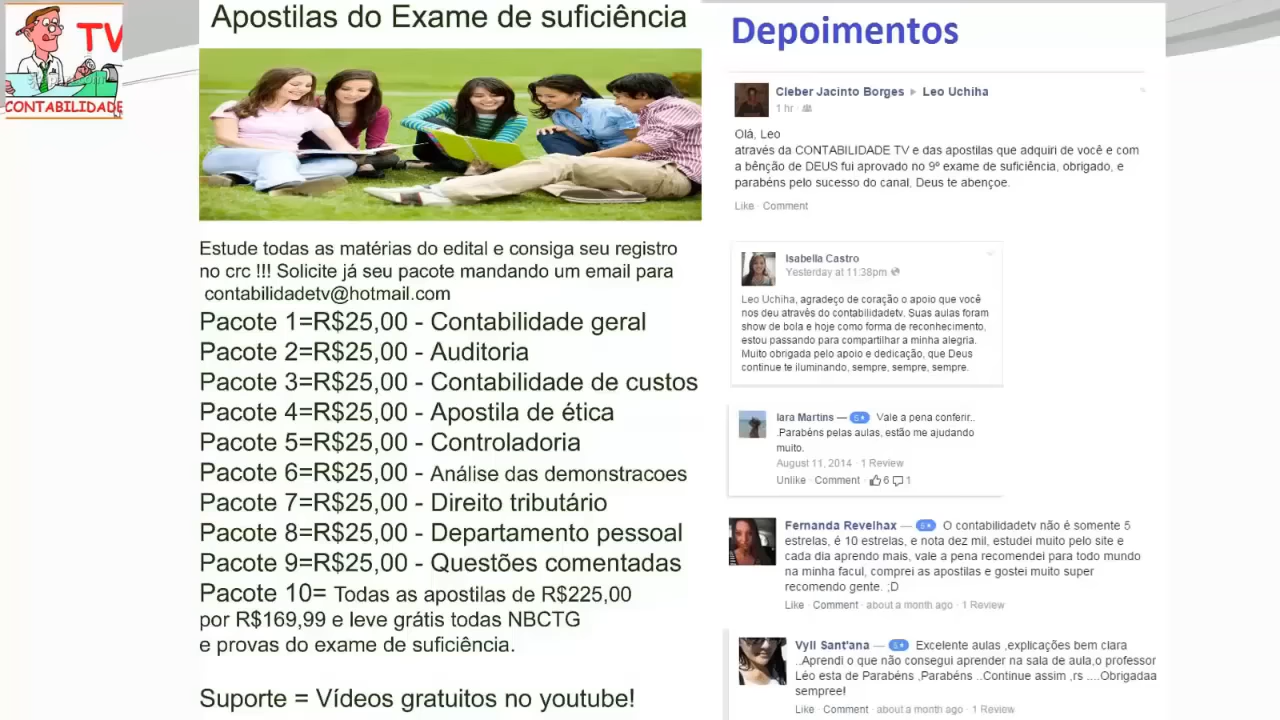 TV
CONTABILIDADE
Apostilas do Exame de suficiência
Estude todas as matérias do edital e consiga seu registro
no crc !!! Solicite já seu pacote mandando um email para
contabilidadetv@hotmail.com
Pacote 1=R$25,00 - Contabilidade geral
Pacote 2=R$25,00 - Auditoria
Pacote 3=R$25,00 - Contabilidade de custos
Pacote 4=R$25,00 - Apostila de ética
Pacote 5=R$25,00 - Controladoria
Pacote 6=R$25,00 - Análise das demonstracoes
Pacote 7=R$25,00 - Direito tributário
Pacote 8=R$25,00 - Departamento pessoal
Pacote 9=R$25,00 - Questões comentadas
Pacote 10= Todas as apostilas de R$225,00
por R$169,99 e leve grátis todas NBCTG
e provas do exame de suficiência.
Suporte = Vídeos gratuitos no youtube!
Depoimentos
Cleber Jacinto Borges ▸ Leo Uchiha
1 hr ·
Olá, Leo
através da CONTABILIDADE TV e das apostilas que adquiri de você e com
a bênção de DEUS fui aprovado no 9º exame de suficiência, obrigado, e
parabéns pelo sucesso do canal, Deus te abençoe.
Like · Comment
Isabella Castro
Yesterday at 11:38pm
Leo Uchiha, agradeço de coração o apoio que você
nos deu através do contabilidadetv. Suas aulas foram
show de bola e hoje como forma de reconhecimento,
estou passando para compartilhar a minha alegria.
Muito obrigada pelo apoio e dedicação, que Deus
continue te iluminando, sempre, sempre, sempre.
Iara Martins — 5★ Vale a pena conferir..
.Parabéns pelas aulas, estão me ajudando
muito.
August 11, 2014 · 1 Review
Unlike · Comment · 6 1
Fernanda Revelhax — 5★ O contabilidadetv não é somente 5
estrelas, é 10 estrelas, e nota dez mil, estudei muito pelo site e
cada dia aprendo mais, vale a pena recomendei para todo mundo
na minha facul, comprei as apostilas e gostei muito super
recomendo gente. ;D
Like · Comment · about a month ago · 1 Review
Vyli Sant'ana — 5★ Excelente aulas ,explicações bem clara
..Aprendi o que não consegui aprender na sala de aula,o professor
Léo esta de Parabéns ,Parabéns ..Continue assim ,rs ....Obrigadaa
sempree!
Like · Comment · about a month ago · 1 Review